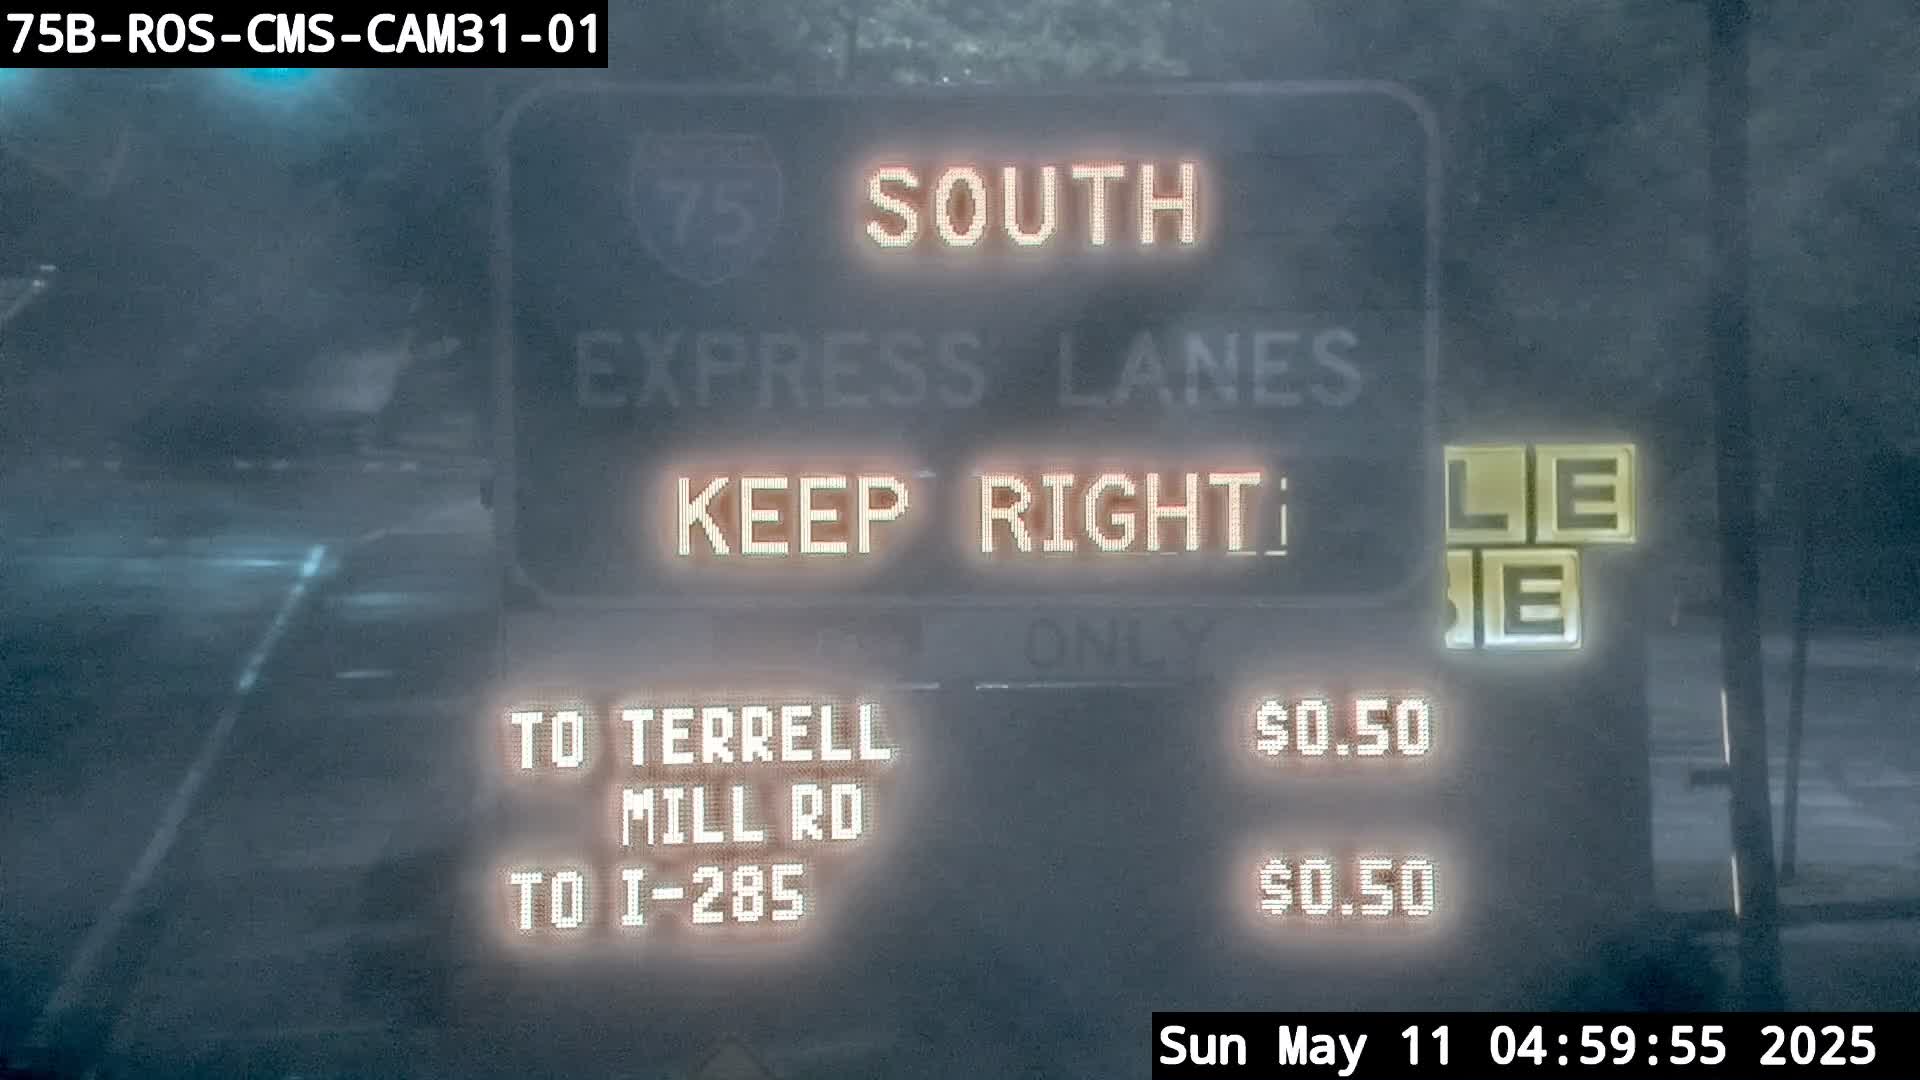 75B-ROS-CMS-CAM31-01
75 SOUTH
EXPRESS LANES
KEEP RIGHT
LE
E
ONLY
TO TERRELL $0.50
MILL RD
TO I-285 $0.50
Sun May 11 04:59:55 2025